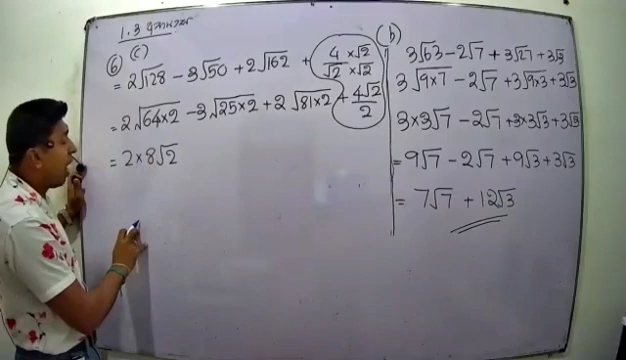 1.3 අභ්‍යාසය
(6) (c)
= 2√128 − 3√50 + 2√162 + 4×√2/√2×√2
= 2√64×2 − 3√25×2 + 2√81×2 + 4√2/2
= 2×8√2
(b)
3√63 − 2√7 + 3√27 + 3√3
3√9×7 − 2√7 + 3√9×3 + 3√3
3×3√7 − 2√7 + 3×3√3 + 3√3
= 9√7 − 2√7 + 9√3 + 3√3
= 7√7 + 12√3